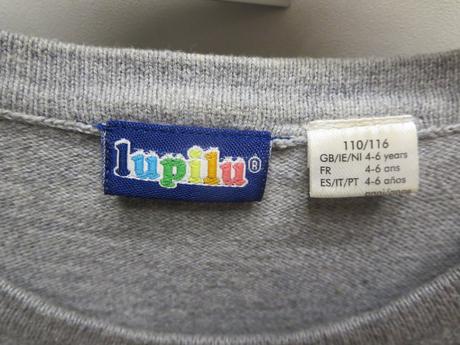 lupilu®
110/116
GB/IE/NI 4-6 years
FR 4-6 ans
ES/IT/PT 4-6 años